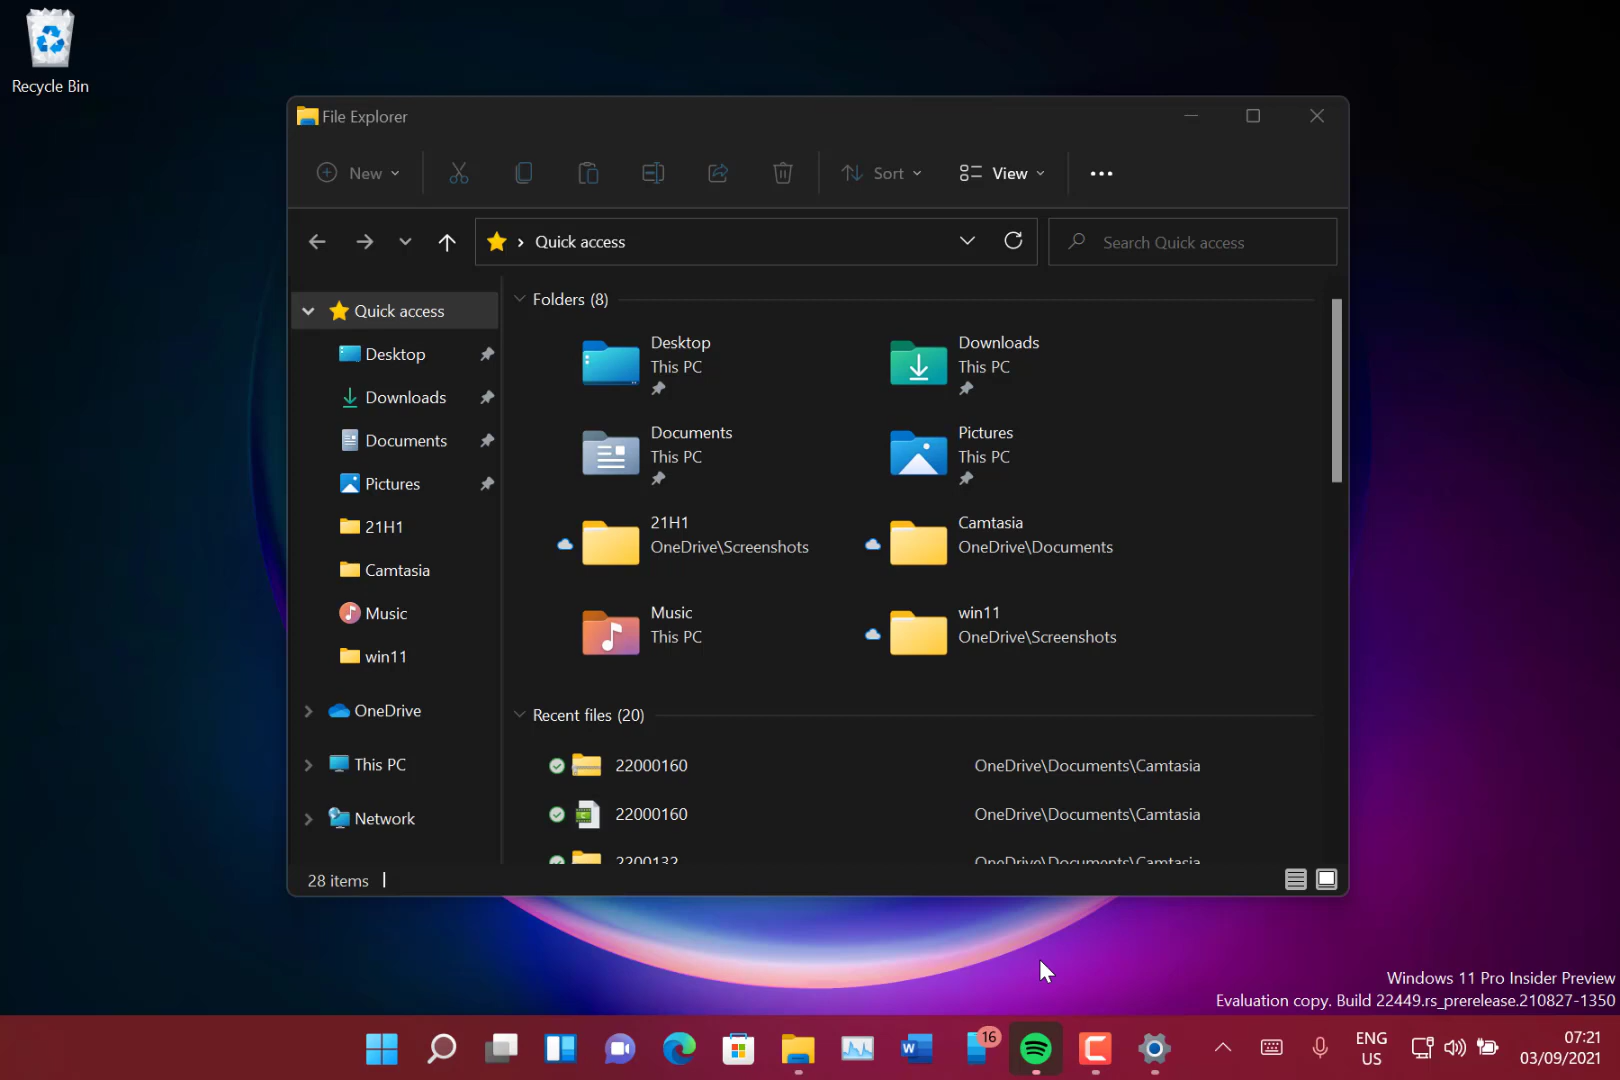 Recycle Bin
File Explorer
New
Sort
View
Quick access
Search Quick access
Quick access
Desktop
Downloads
Documents
Pictures
21H1
Camtasia
Music
win11
OneDrive
This PC
Network
Folders (8)
Desktop
This PC
Downloads
This PC
Documents
This PC
Pictures
This PC
21H1
OneDrive\Screenshots
Camtasia
OneDrive\Documents
Music
This PC
win11
OneDrive\Screenshots
Recent files (20)
22000160 OneDrive\Documents\Camtasia
22000160 OneDrive\Documents\Camtasia
2200132 OneDrive\Documents\Camtasia
28 items
Windows 11 Pro Insider Preview
Evaluation copy. Build 22449.rs_prerelease.210827-1350
W
16
ENG
US
07:21
03/09/2021